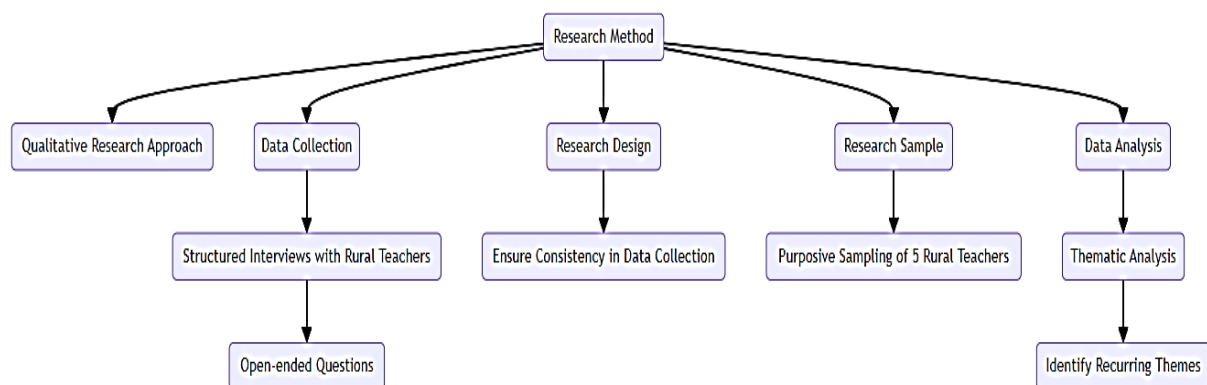 Research Method
Qualitative Research Approach
Data Collection
Research Design
Research Sample
Data Analysis
Structured Interviews with Rural Teachers
Ensure Consistency in Data Collection
Purposive Sampling of 5 Rural Teachers
Thematic Analysis
Open-ended Questions
Identify Recurring Themes